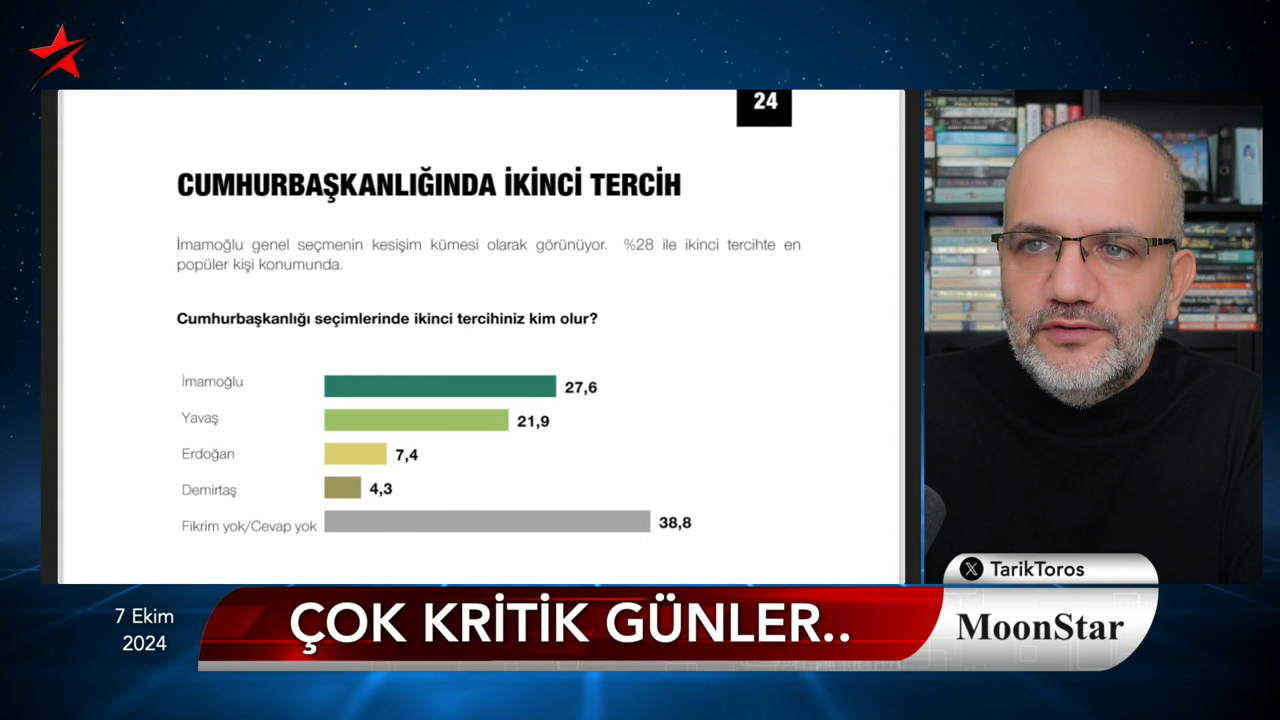 24
CUMHURBAŞKANLIĞINDA İKİNCİ TERCİH
İmamoğlu genel seçmenin kesişim kümesi olarak görünüyor. %28 ile ikinci tercihte en
popüler kişi konumunda.
Cumhurbaşkanlığı seçimlerinde ikinci tercihiniz kim olur?
İmamoğlu 27,6
Yavaş 21,9
Erdoğan 7,4
Demirtaş 4,3
Fikrim yok/Cevap yok 38,8
TarikToros
7 Ekim
2024
ÇOK KRİTİK GÜNLER..
MoonStar